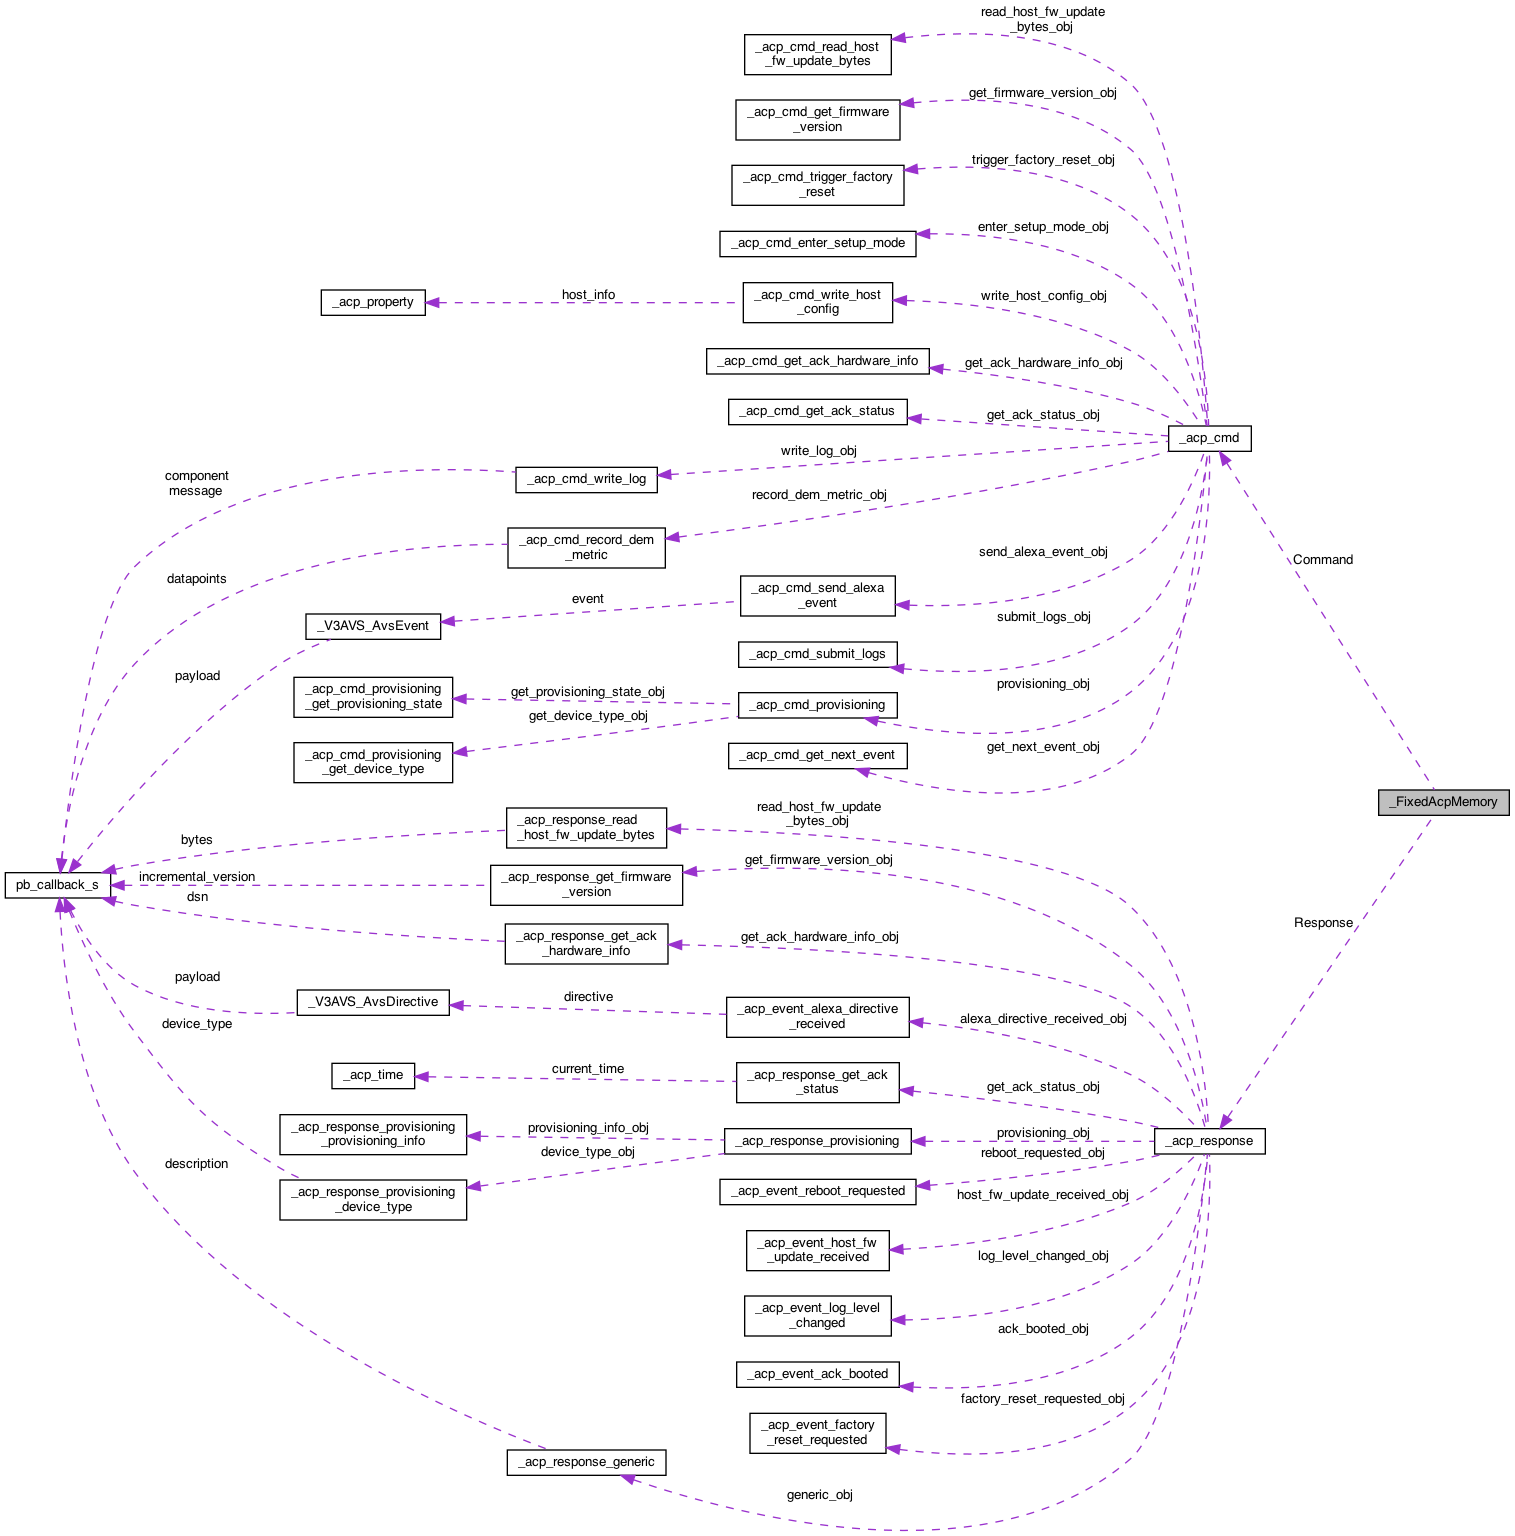 read_host_fw_update
_bytes_obj
_acp_cmd_read_host
_fw_update_bytes
get_firmware_version_obj
_acp_cmd_get_firmware
_version
trigger_factory_reset_obj
_acp_cmd_trigger_factory
_reset
enter_setup_mode_obj
_acp_cmd_enter_setup_mode
_acp_property
host_info
_acp_cmd_write_host
_config
write_host_config_obj
_acp_cmd_get_ack_hardware_info
get_ack_hardware_info_obj
_acp_cmd_get_ack_status
get_ack_status_obj
_acp_cmd
write_log_obj
component
message
_acp_cmd_write_log
record_dem_metric_obj
_acp_cmd_record_dem
_metric
send_alexa_event_obj
Command
datapoints
_acp_cmd_send_alexa
_event
event
_V3AVS_AvsEvent
submit_logs_obj
_acp_cmd_submit_logs
payload
_acp_cmd_provisioning
_get_provisioning_state
get_provisioning_state_obj
_acp_cmd_provisioning
provisioning_obj
get_device_type_obj
_acp_cmd_provisioning
_get_device_type
_acp_cmd_get_next_event
get_next_event_obj
_FixedAcpMemory
read_host_fw_update
_bytes_obj
_acp_response_read
_host_fw_update_bytes
bytes
get_firmware_version_obj
pb_callback_s
incremental_version
_acp_response_get_firmware
_version
dsn
Response
_acp_response_get_ack
_hardware_info
get_ack_hardware_info_obj
payload
_V3AVS_AvsDirective
directive
_acp_event_alexa_directive
_received
alexa_directive_received_obj
device_type
_acp_time
current_time
_acp_response_get_ack
_status
get_ack_status_obj
_acp_response_provisioning
_provisioning_info
provisioning_info_obj
_acp_response_provisioning
provisioning_obj
_acp_response
device_type_obj
reboot_requested_obj
description
_acp_response_provisioning
_device_type
_acp_event_reboot_requested
host_fw_update_received_obj
_acp_event_host_fw
_update_received
log_level_changed_obj
_acp_event_log_level
_changed
ack_booted_obj
_acp_event_ack_booted
factory_reset_requested_obj
_acp_event_factory
_reset_requested
_acp_response_generic
generic_obj